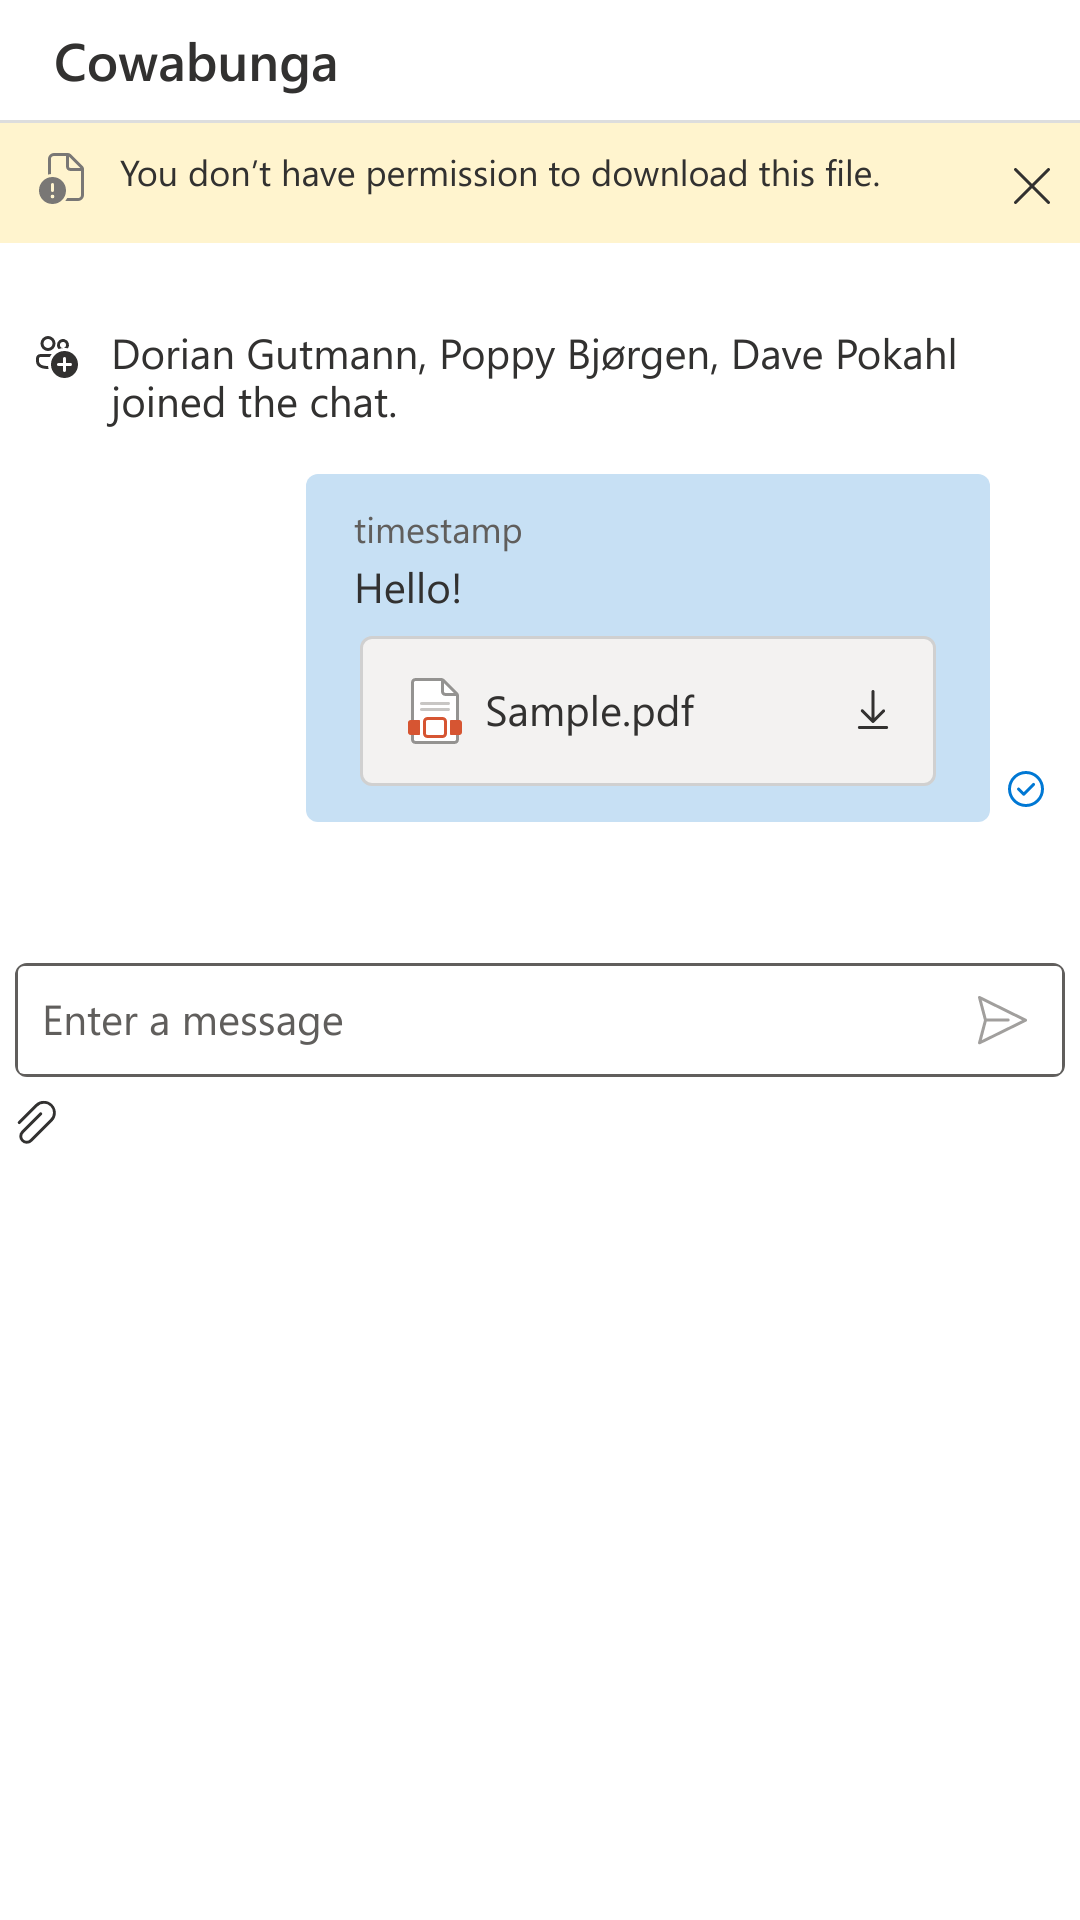 Cowabunga
You don’t have permission to download this file.
Dorian Gutmann, Poppy Bjørgen, Dave Pokahl
joined the chat.
timestamp
Hello!
Sample.pdf
Enter a message